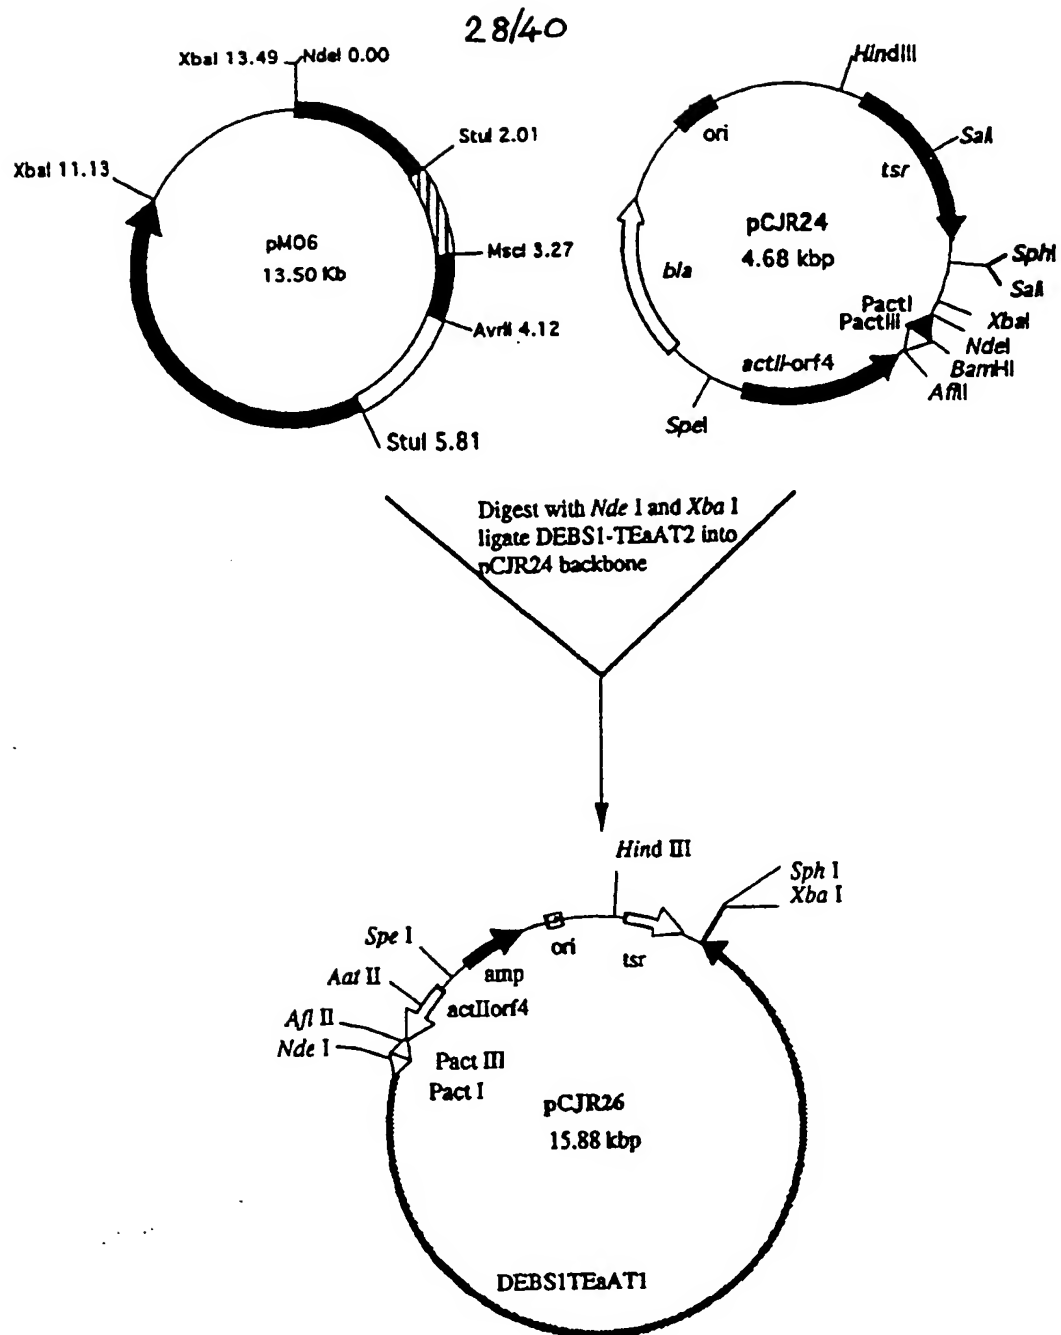 28/40
XbaI 13.49
NdeI 0.00
StuI 2.01
XbaI 11.13
pM06
13.50 Kb
MscI 3.27
AvrII 4.12
StuI 5.81
HindIII
ori
SalI
tsr
pCJR24
4.68 kbp
bla
SphI
SalI
PactI
PactIII
XbaI
NdeI
BamHI
AflII
actII-orf4
SpeI
Digest with Nde I and Xba I
ligate DEBS1-TEaAT2 into
pCJR24 backbone
Hind III
Sph I
Xba I
Spe I
ori
tsr
amp
Aat II
actIIorf4
Afl II
Nde I
Pact III
Pact I
pCJR26
15.88 kbp
DEBS1TEaAT1